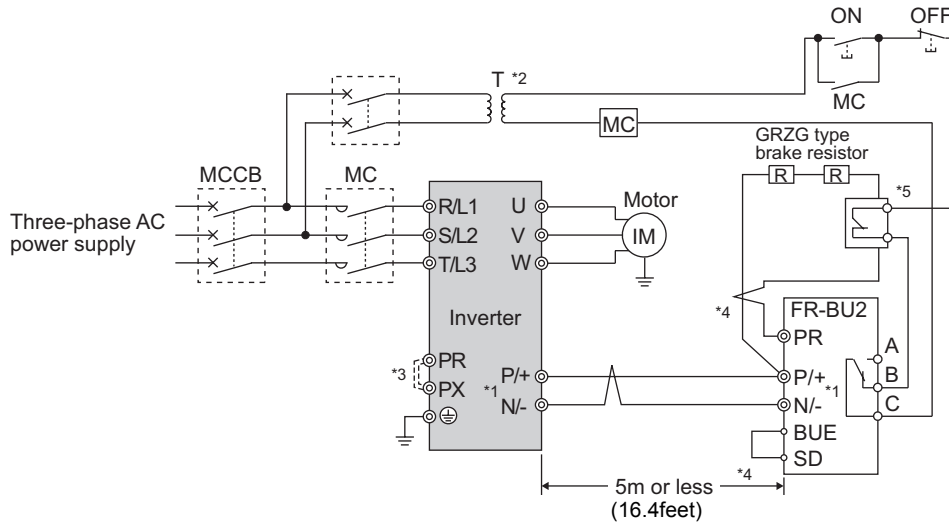 ON
OFF
T *2
MC
MC
GRZG type
brake resistor
R
R
MCCB
MC
*5
Three-phase AC
power supply
R/L1
S/L2
T/L3
U
V
W
Motor
IM
Inverter
*4
FR-BU2
PR
A
B
C
*3
PR
PX
*1
P/+
N/-
P/+
*1
N/-
BUE
SD
*4
5m or less
(16.4feet)